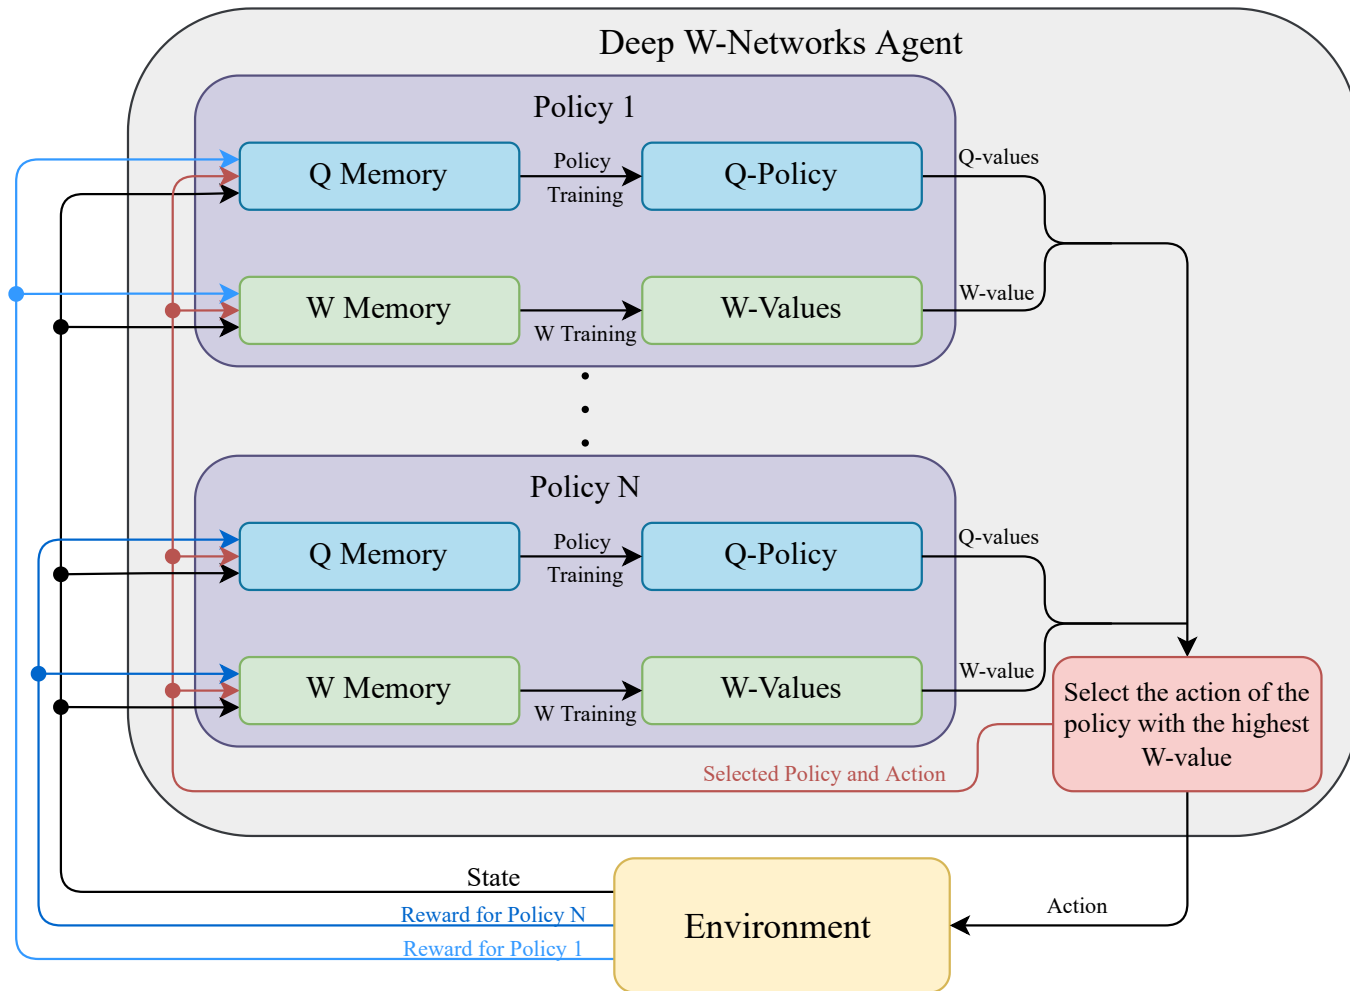 Deep W-Networks Agent
Policy 1
Q Memory
Policy
Training
Q-Policy
Q-values
W Memory
W Training
W-Values
W-value
Policy N
Q Memory
Policy
Training
Q-Policy
Q-values
W Memory
W Training
W-Values
W-value
Select the action of the
policy with the highest
W-value
Selected Policy and Action
State
Reward for Policy N
Reward for Policy 1
Environment
Action